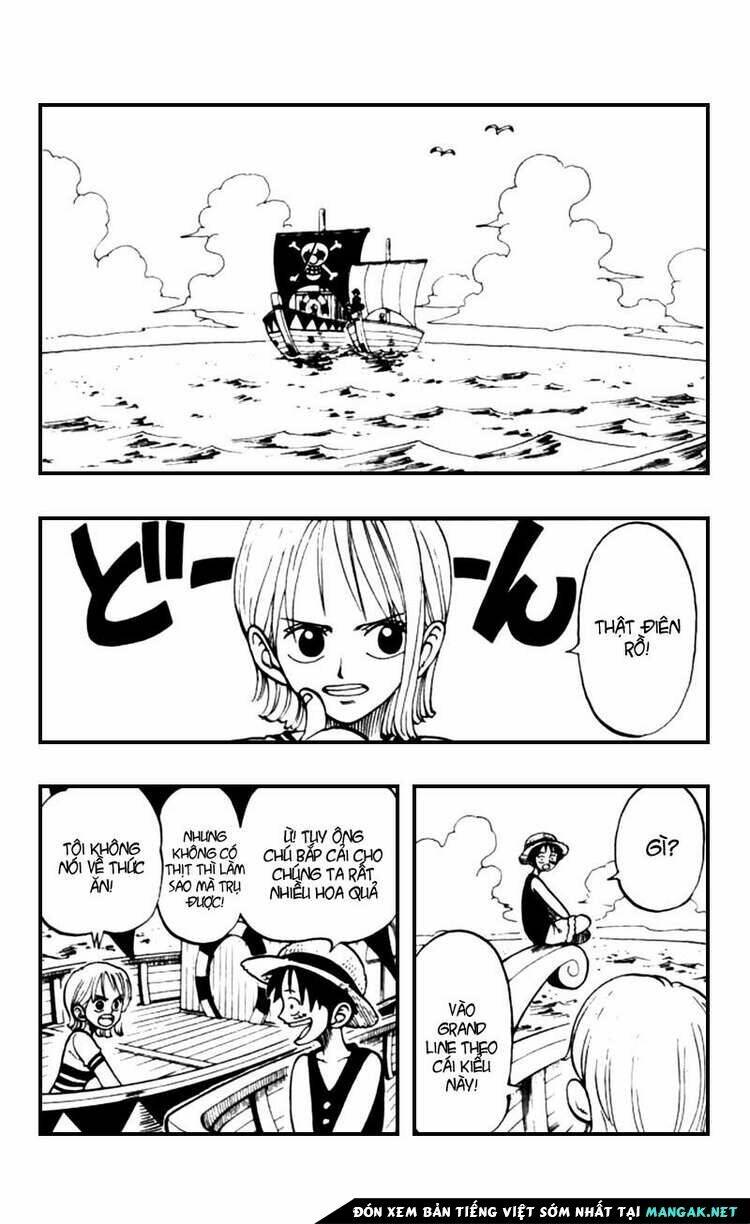 どーん
THẬT ĐIÊN
RỒ!
GÌ?
VÀO
GRAND
LINE THEO
CÁI KIỂU
NÀY!
Ừ! TUY ÔNG
CHÚ BẮP CẢI CHO
CHÚNG TA RẤT
NHIỀU HOA QUẢ
NHƯNG
KHÔNG CÓ
THỊT THÌ LÀM
SAO MÀ TRỤ
ĐƯỢC!
TÔI KHÔNG
NÓI VỀ THỨC
ĂN!
ĐÓN XEM BẢN TIẾNG VIỆT SỚM NHẤT TẠI MANGAK.NET